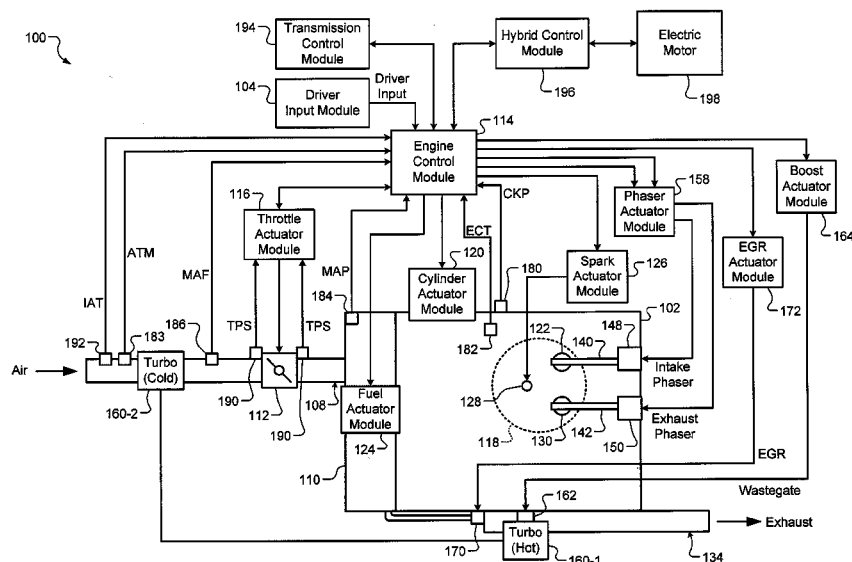 100
194
Transmission
Control
Module
Hybrid Control
Module
196
Electric
Motor
198
104
Driver
Input Module
Driver
Input
114
Engine
Control
Module
116
Throttle
Actuator
Module
158
Phaser
Actuator
Module
Boost
Actuator
Module
164
CKP
ECT
ATM
IAT
MAF
MAP
120
Cylinder
Actuator
Module
180
Spark
Actuator
Module
126
EGR
Actuator
Module
172
102
184
182
122
140
148
192
183
186
TPS
TPS
Air
Turbo
(Cold)
160-2
190
112
190
108
Fuel
Actuator
Module
124
110
128
118
130
142
150
Intake
Phaser
Exhaust
Phaser
EGR
Wastegate
162
170
Turbo
(Hot)
160-1
134
Exhaust